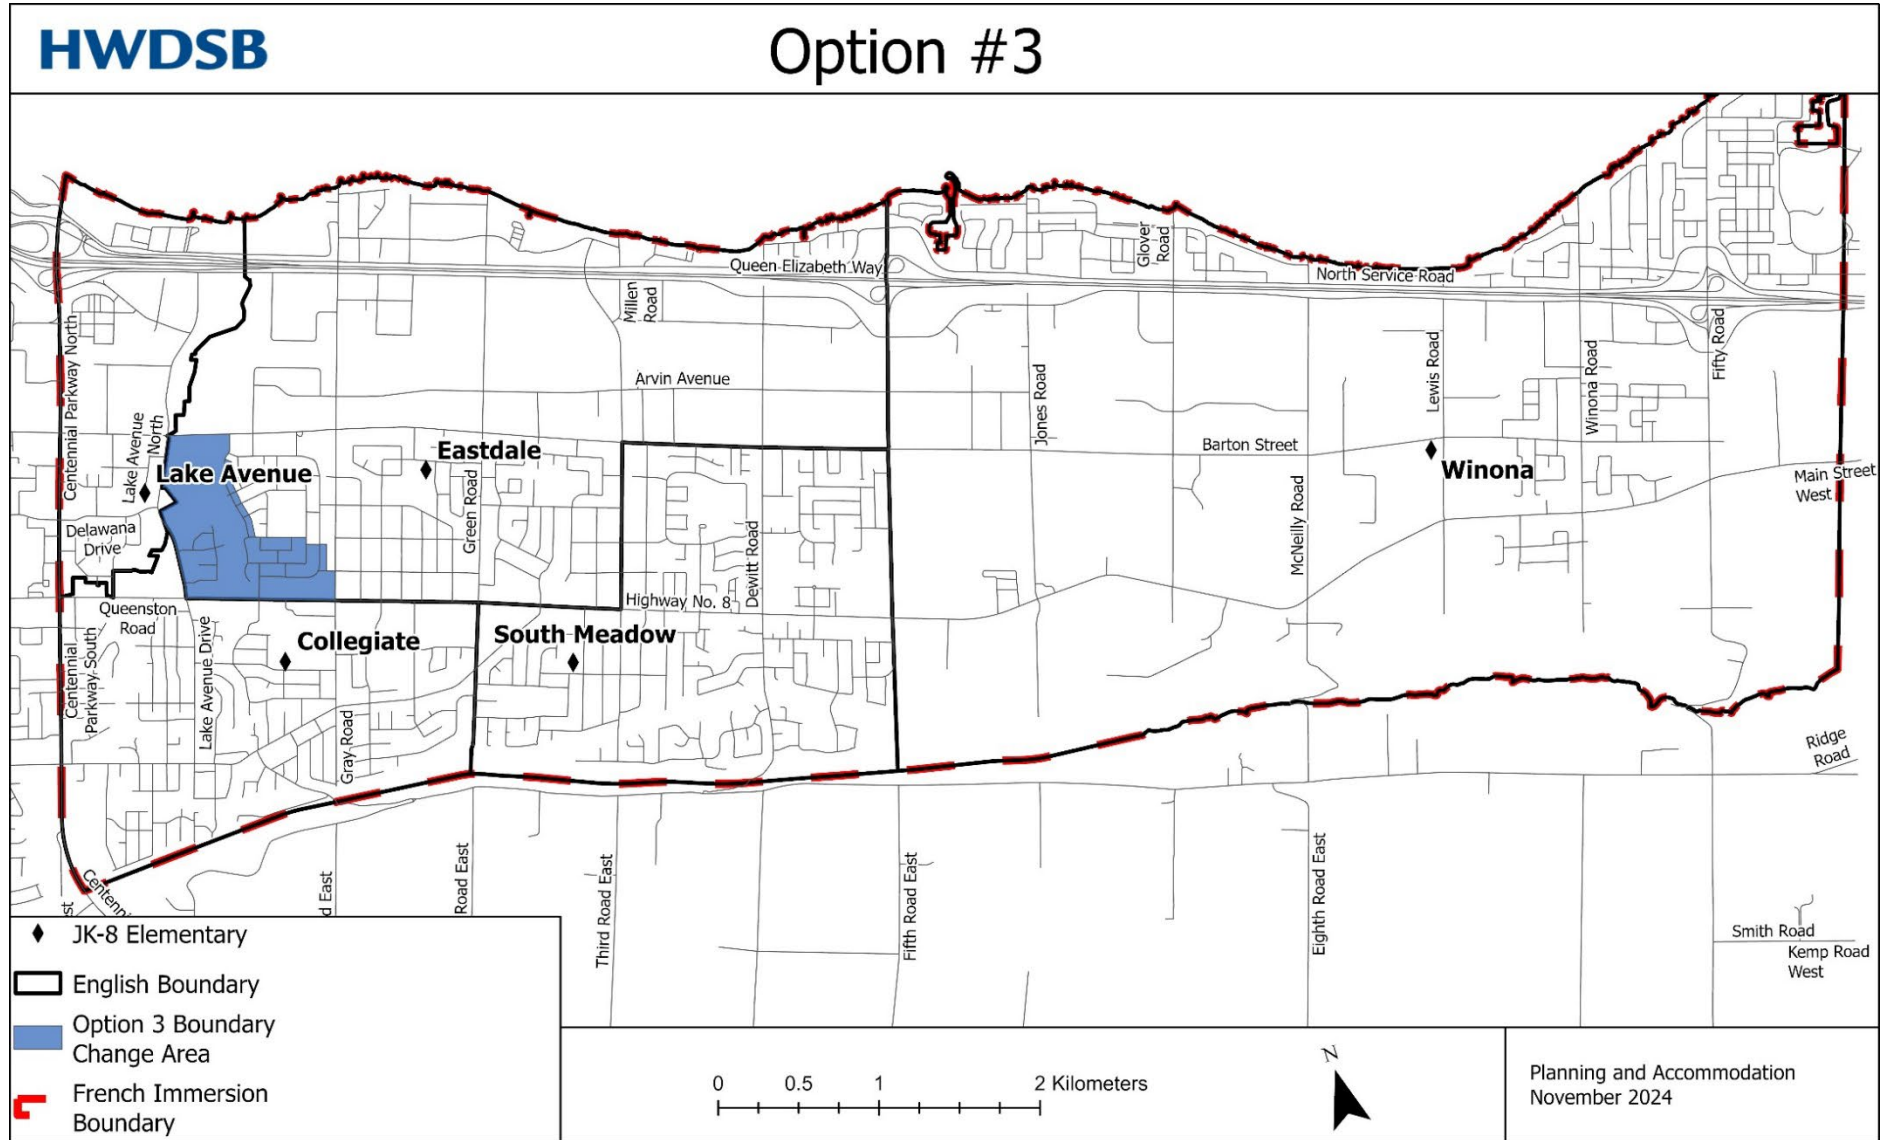 HWDSB
Option #3
Glover
Road
Queen Elizabeth Way
North Service Road
Millen
Road
Centennial Parkway North
Lewis Road
Winona Road
Fifty Road
Arvin Avenue
Jones Road
Lake Avenue
North
Barton Street
Eastdale
Lake Avenue
Winona
Main Street
West
Green Road
McNeilly Road
Delawana
Drive
Dewitt Road
Highway No. 8
Queenston
Road
Collegiate
South Meadow
Centennial
Parkway South
Lake Avenue Drive
Gray Road
Ridge
Road
Centenni
st
d East
Road East
Third Road East
Fifth Road East
Eighth Road East
Smith Road
Kemp Road
West
JK-8 Elementary
English Boundary
Option 3 Boundary
Change Area
French Immersion
Boundary
0 0.5 1 2 Kilometers
N
Planning and Accommodation
November 2024